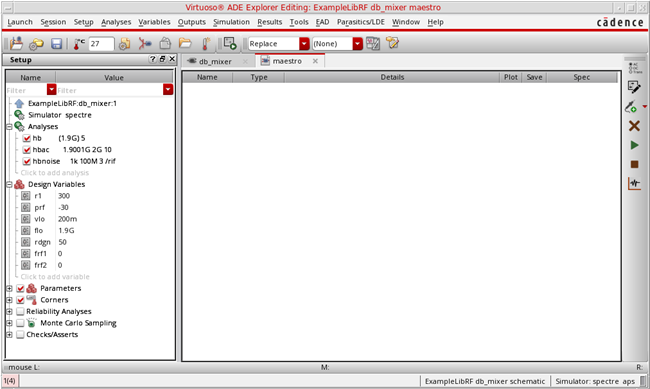 Virtuoso® ADE Explorer Editing: ExampleLibRF db_mixer maestro
Launch Session Setup Analyses Variables Outputs Simulation Results Tools EAD Parasitics/LDE Window Help cādence
°C 27 Replace (None)
Setup ? db_mixer maestro
Name Value Name Type Details Plot Save Spec
Filter Filter
ExampleLibRF:db_mixer:1
Simulator spectre
Analyses
hb (1.9G) 5
hbac 1.9001G 2G 10
hbnoise 1k 100M 3 /rif
Click to add analysis
Design Variables
r1 300
prf -30
vlo 200m
flo 1.9G
rdgn 50
frf1 0
frf2 0
Click to add variable
Parameters
Corners
Reliability Analyses
Monte Carlo Sampling
Checks/Asserts
mouse L: M: R:
1(4) ExampleLibRF db_mixer schematic Simulator: spectre aps